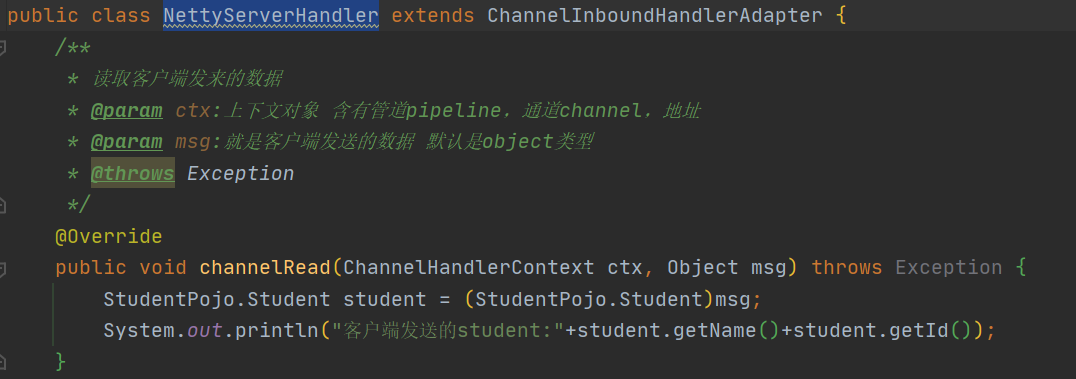 public class NettyServerHandler extends ChannelInboundHandlerAdapter {
/**
* 读取客户端发来的数据
* @param ctx:上下文对象 含有管道pipeline，通道channel，地址
* @param msg:就是客户端发送的数据 默认是object类型
* @throws Exception
*/
@Override
public void channelRead(ChannelHandlerContext ctx, Object msg) throws Exception {
StudentPojo.Student student = (StudentPojo.Student)msg;
System.out.println("客户端发送的student:"+student.getName()+student.getId());
}